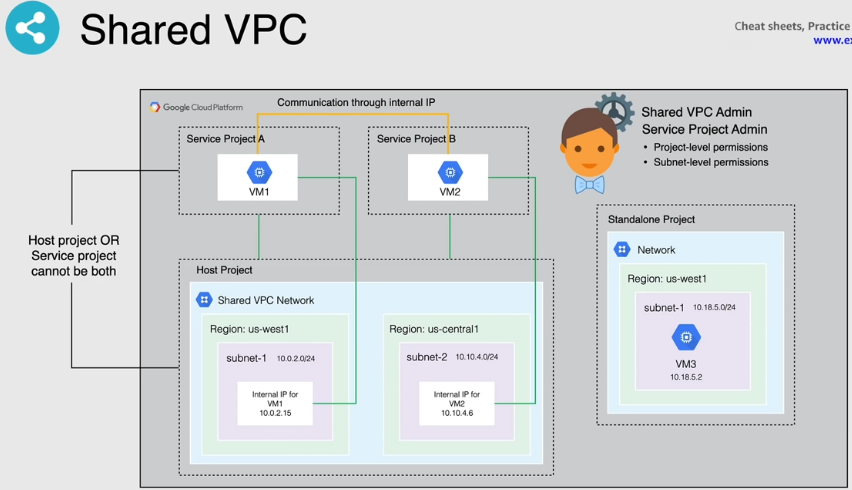 Shared VPC
Cheat sheets, Practice
www.ex
Google Cloud Platform
Communication through internal IP
Shared VPC Admin
Service Project Admin
• Project-level permissions
• Subnet-level permissions
Service Project A
VM1
Service Project B
VM2
Host project OR
Service project
cannot be both
Host Project
Shared VPC Network
Region: us-west1
subnet-1 10.0.2.0/24
Internal IP for
VM1
10.0.2.15
Region: us-central1
subnet-2 10.10.4.0/24
Internal IP for
VM2
10.10.4.6
Standalone Project
Network
Region: us-west1
subnet-1 10.18.5.0/24
VM3
10.18.5.2